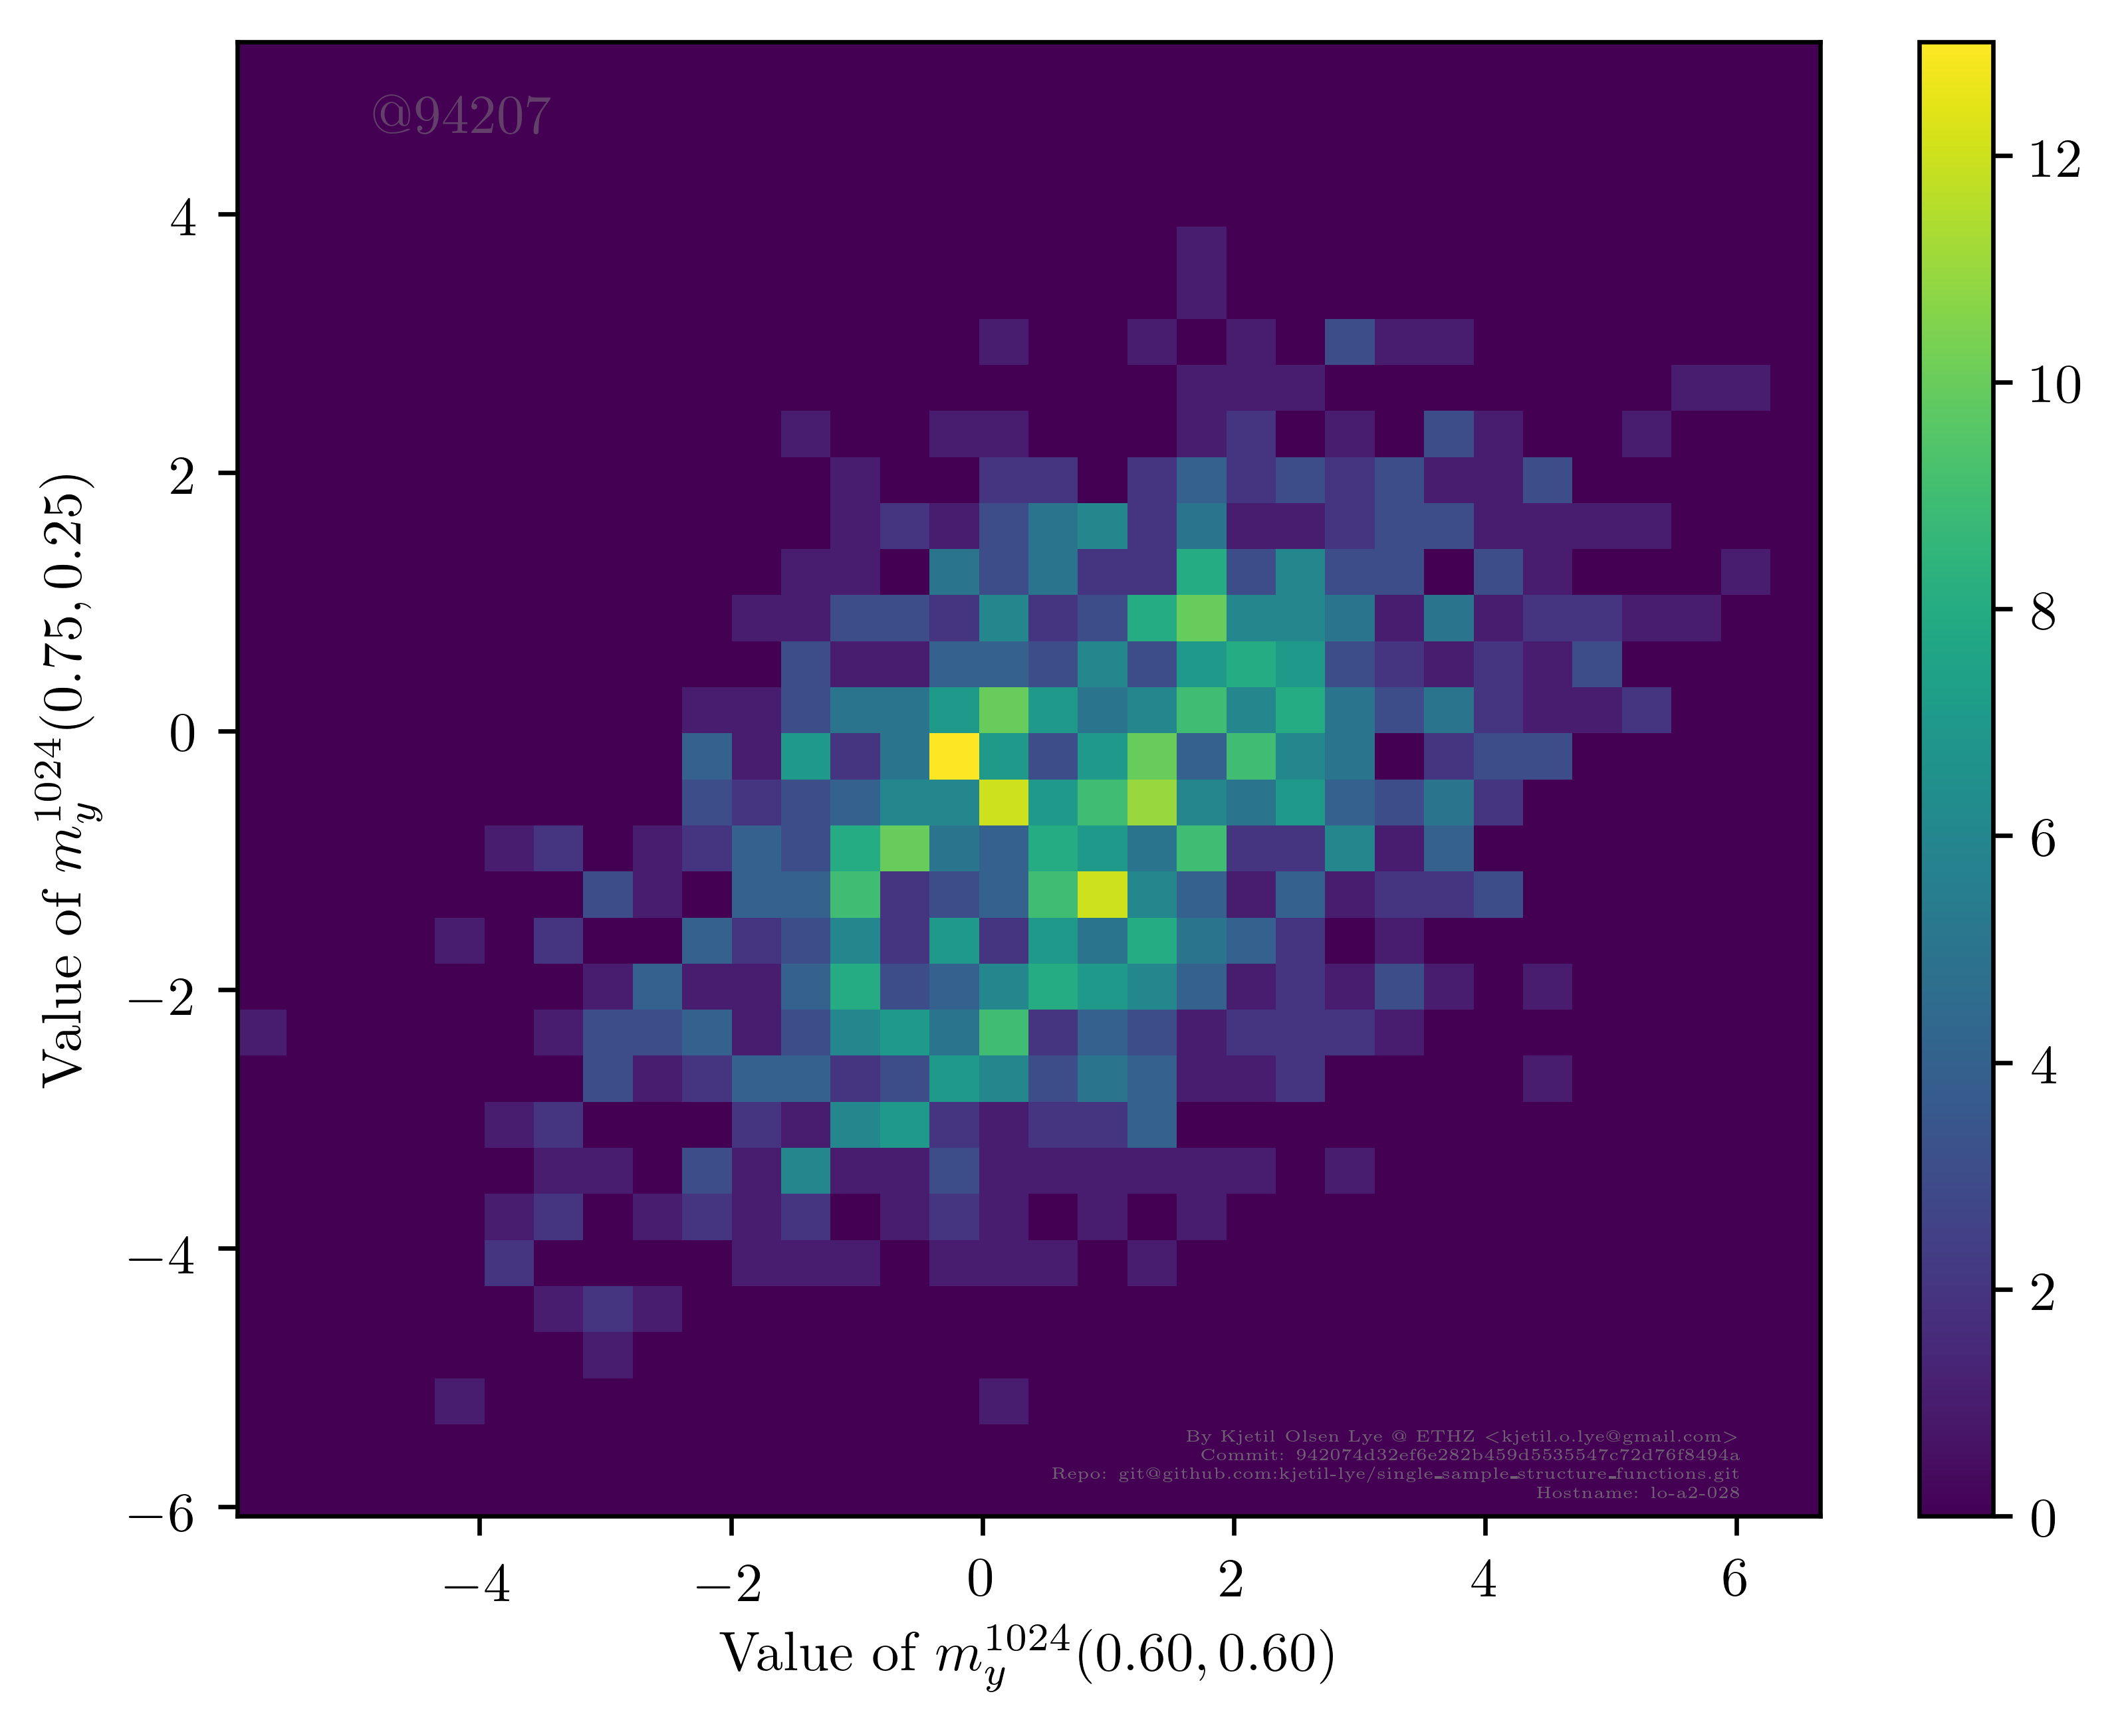 @94207
4
2
0
−2
−4
−6
Value of m_y^1024(0.75, 0.25)
−4 −2 0 2 4 6
Value of m_y^1024(0.60, 0.60)
12
10
8
6
4
2
0
By Kjetil Olsen Lye @ ETHZ <kjetil.o.lye@gmail.com>
Commit: 942074d32ef6e282b459d5535547c72d76f8494a
Repo: git@github.com:kjetil-lye/single_sample_structure_functions.git
Hostname: lo-a2-028